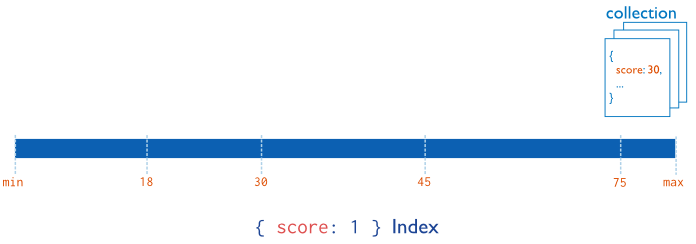 collection
{
score: 30,
...
}
min 18 30 45 75 max
{ score: 1 } Index